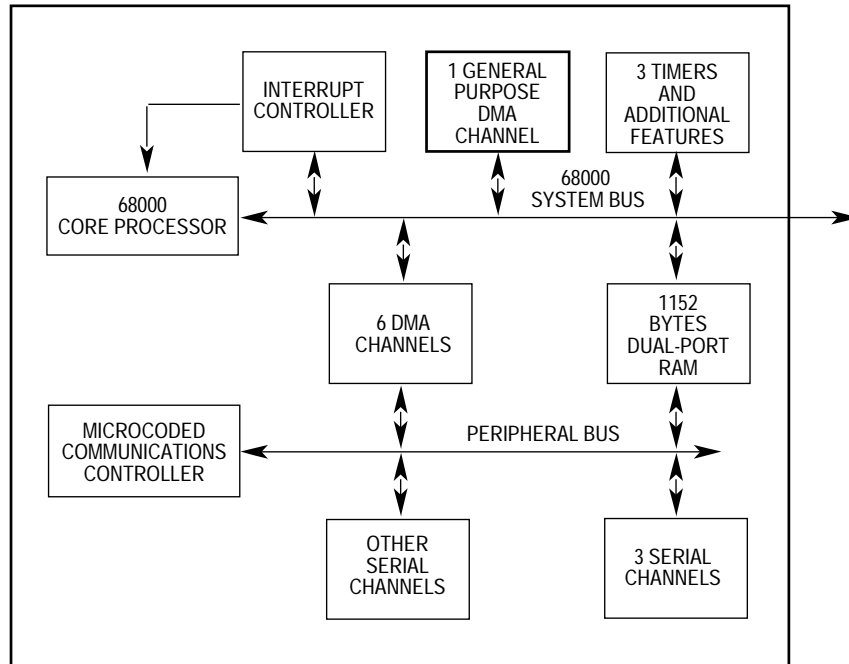 INTERRUPT
CONTROLLER
1 GENERAL
PURPOSE
DMA
CHANNEL
3 TIMERS
AND
ADDITIONAL
FEATURES
68000
CORE PROCESSOR
68000
SYSTEM BUS
6 DMA
CHANNELS
1152
BYTES
DUAL-PORT
RAM
MICROCODED
COMMUNICATIONS
CONTROLLER
PERIPHERAL BUS
OTHER
SERIAL
CHANNELS
3 SERIAL
CHANNELS